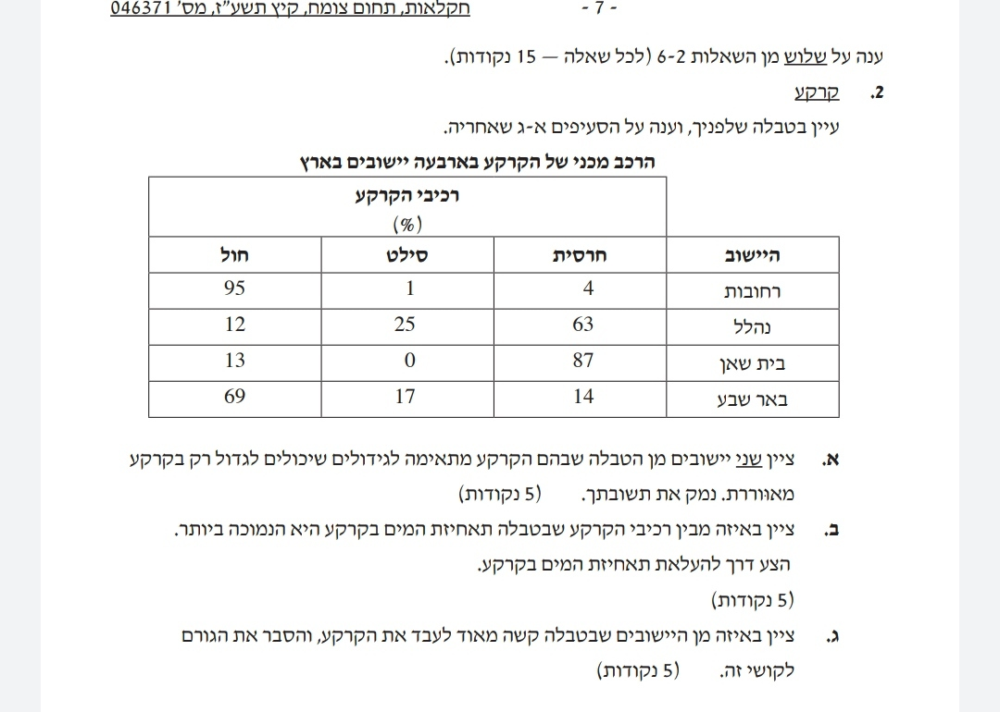 חקלאות, תחום צומח, קיץ תשע"ז, מס' 046371 - 7 -
ענה על שלוש מן השאלות 6-2 (לכל שאלה — 15 נקודות).
2. קרקע
עיין בטבלה שלפניך, וענה על הסעיפים א-ג שאחריה.
הרכב מכני של הקרקע בארבעה יישובים בארץ
רכיבי הקרקע
(%)
היישוב חרסית סילט חול
רחובות 4 1 95
נהלל 63 25 12
בית שאן 87 0 13
באר שבע 14 17 69
א. ציין שני יישובים מן הטבלה שבהם הקרקע מתאימה לגידולים שיכולים לגדול רק בקרקע
מאווררת. נמק את תשובתך. (5 נקודות)
ב. ציין באיזה מבין רכיבי הקרקע שבטבלה תאחיזת המים בקרקע היא הנמוכה ביותר.
הצע דרך להעלאת תאחיזת המים בקרקע.
(5 נקודות)
ג. ציין באיזה מן היישובים שבטבלה קשה מאוד לעבד את הקרקע, והסבר את הגורם
לקושי זה. (5 נקודות)